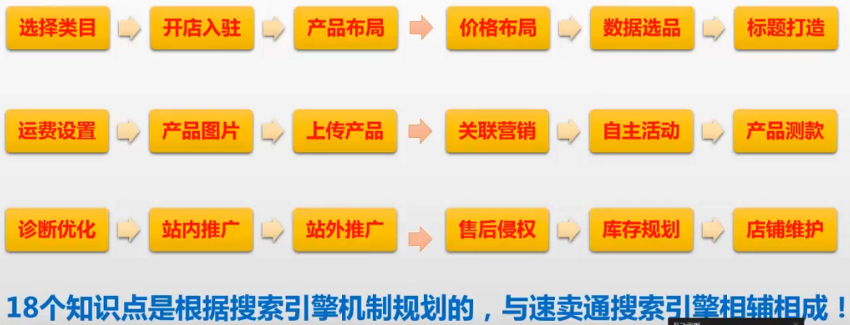 选择类目 开店入驻 产品布局 价格布局 数据选品 标题打造
运费设置 产品图片 上传产品 关联营销 自主活动 产品测款
诊断优化 站内推广 站外推广 售后侵权 库存规划 店铺维护
18个知识点是根据搜索引擎机制规划的，与速卖通搜索引擎相辅相成！